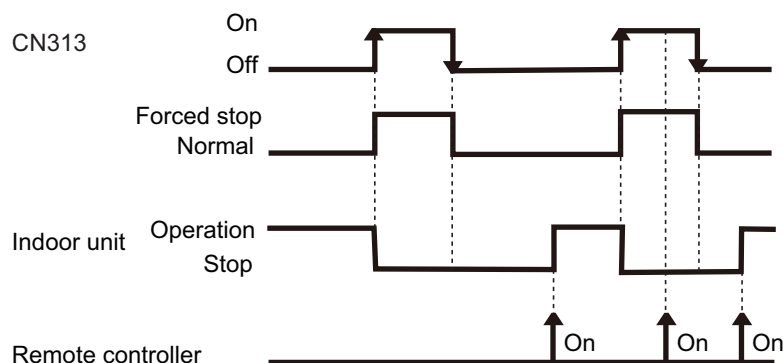 On
CN313
Off
Forced stop
Normal
Operation
Indoor unit
Stop
On
On
On
Remote controller